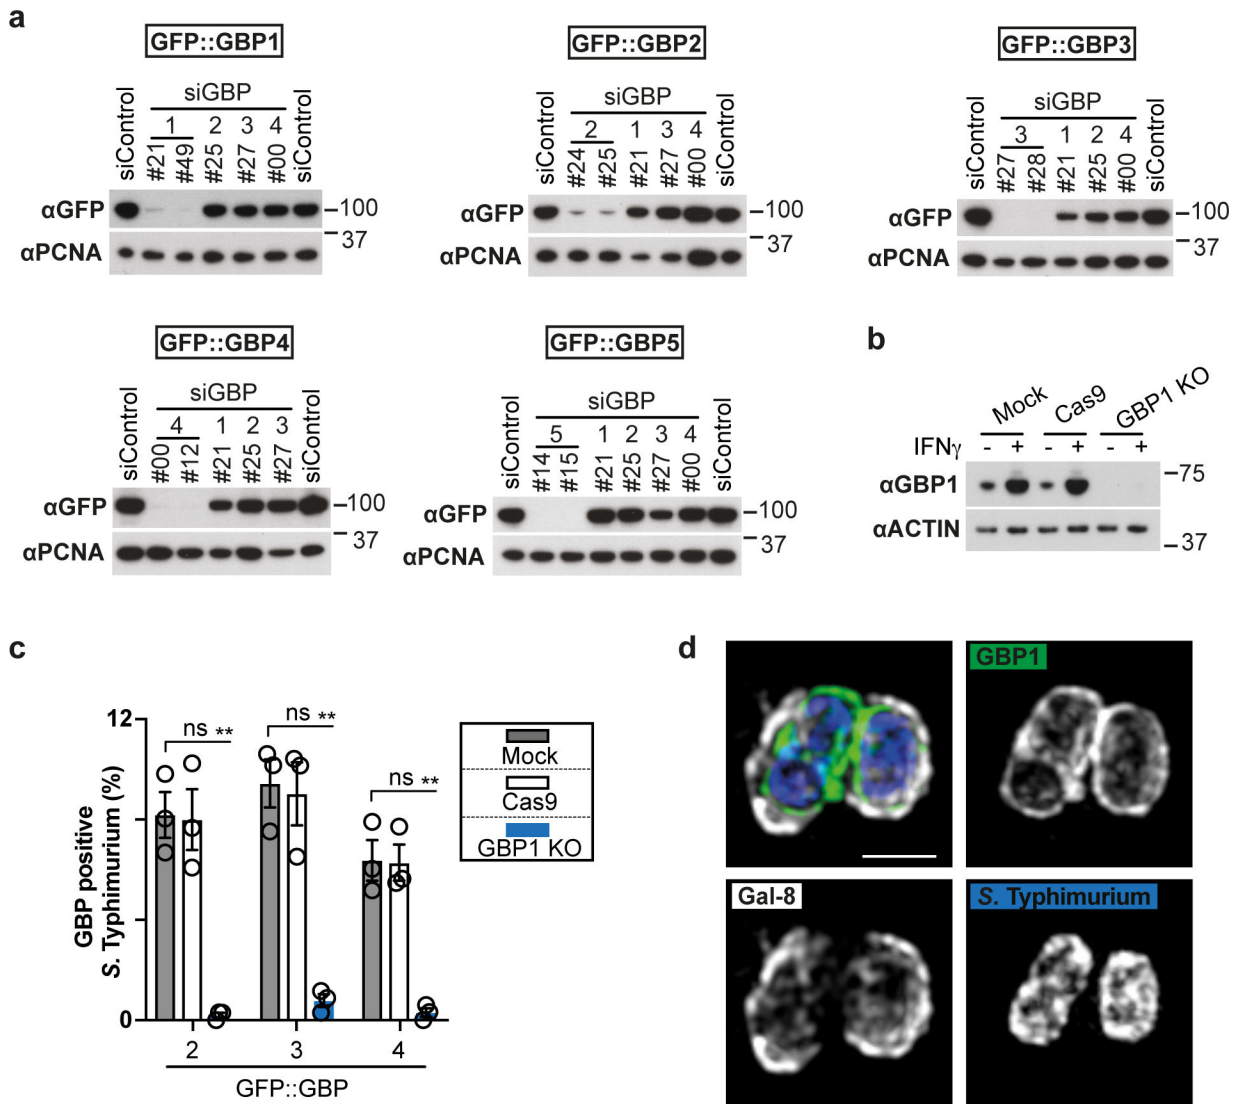 a
GFP::GBP1
siControl
siGBP
1 2 3 4
#21 #49 #25 #27 #00
siControl
αGFP
–100
αPCNA
– 37
GFP::GBP2
siControl
siGBP
2 1 3 4
#24 #25 #21 #27 #00
siControl
αGFP
–100
αPCNA
– 37
GFP::GBP3
siControl
siGBP
3 1 2 4
#27 #28 #21 #25 #00
siControl
αGFP
–100
αPCNA
– 37
GFP::GBP4
siControl
siGBP
4 1 2 3
#00 #12 #21 #25 #27
siControl
αGFP
–100
αPCNA
– 37
GFP::GBP5
siControl
siGBP
5 1 2 3 4
#14 #15 #21 #25 #27 #00
siControl
αGFP
–100
αPCNA
– 37
b
Mock Cas9 GBP1 KO
IFNγ - + - + - +
αGBP1
–75
αACTIN
–37
c
GBP positive
S. Typhimurium (%)
12
0
ns **
ns **
ns **
2 3 4
GFP::GBP
Mock
Cas9
GBP1 KO
d
GBP1
Gal-8
S. Typhimurium